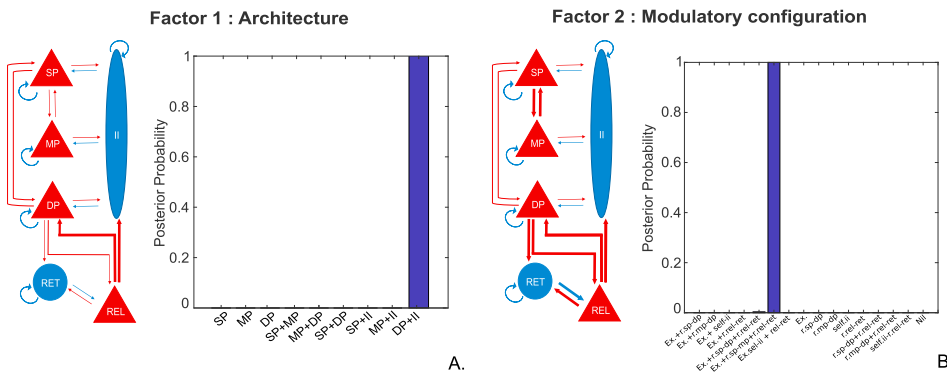 Factor 1 : Architecture
SP
MP
DP
II
RET
REL
Posterior Probability
1
0.8
0.6
0.4
0.2
0
SP
MP
DP
SP+MP
MP+DP
SP+DP
SP+II
MP+II
DP+II
A.
Factor 2 : Modulatory configuration
SP
MP
DP
II
RET
REL
Posterior Probability
1
0.8
0.6
0.4
0.2
0
Ex.+r.sp-dp
Ex.+r.mp-dp
Ex.+ self-ii
Ex.+r.rel-ret
Ex.+r.sp-dp+r.rel-ret
Ex.+r.sp-mp+r.rel-ret
Ex.sel-ii + rel-ret
Ex.
r.sp-dp
r.mp-dp
self.ii
r.rel-ret
r.sp-dp+r.rel-ret
r.mp-dp+r.rel-ret
self.ii+r.rel-ret
Nil
B